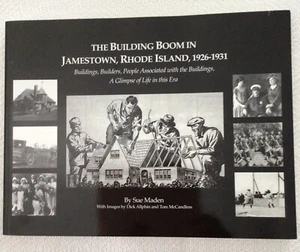 THE BUILDING BOOM IN
JAMESTOWN, RHODE ISLAND, 1926-1931
Buildings, Builders, People Associated with the Buildings,
A Glimpse of Life in this Era
By Sue Maden
With Images by Dick Allphin and Tom McCandless